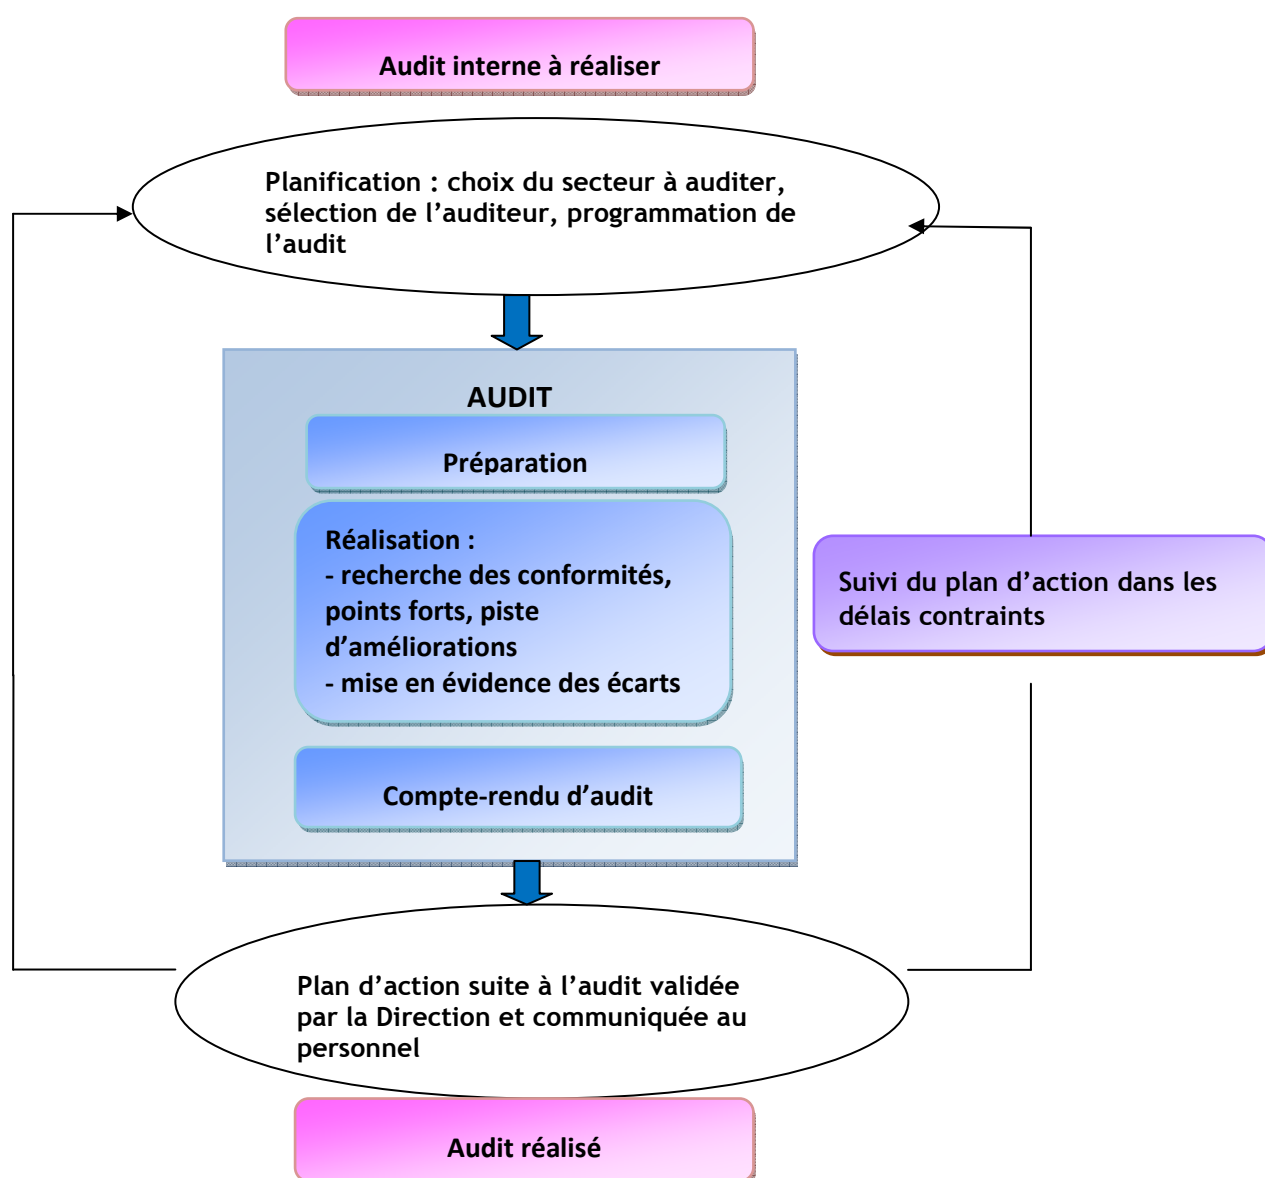 Audit interne à réaliser
Planification : choix du secteur à auditer,
sélection de l’auditeur, programmation de
l’audit
AUDIT
Préparation
Réalisation :
- recherche des conformités,
points forts, piste
d’améliorations
- mise en évidence des écarts
Suivi du plan d’action dans les
délais contraints
Compte-rendu d’audit
Plan d’action suite à l’audit validée
par la Direction et communiquée au
personnel
Audit réalisé